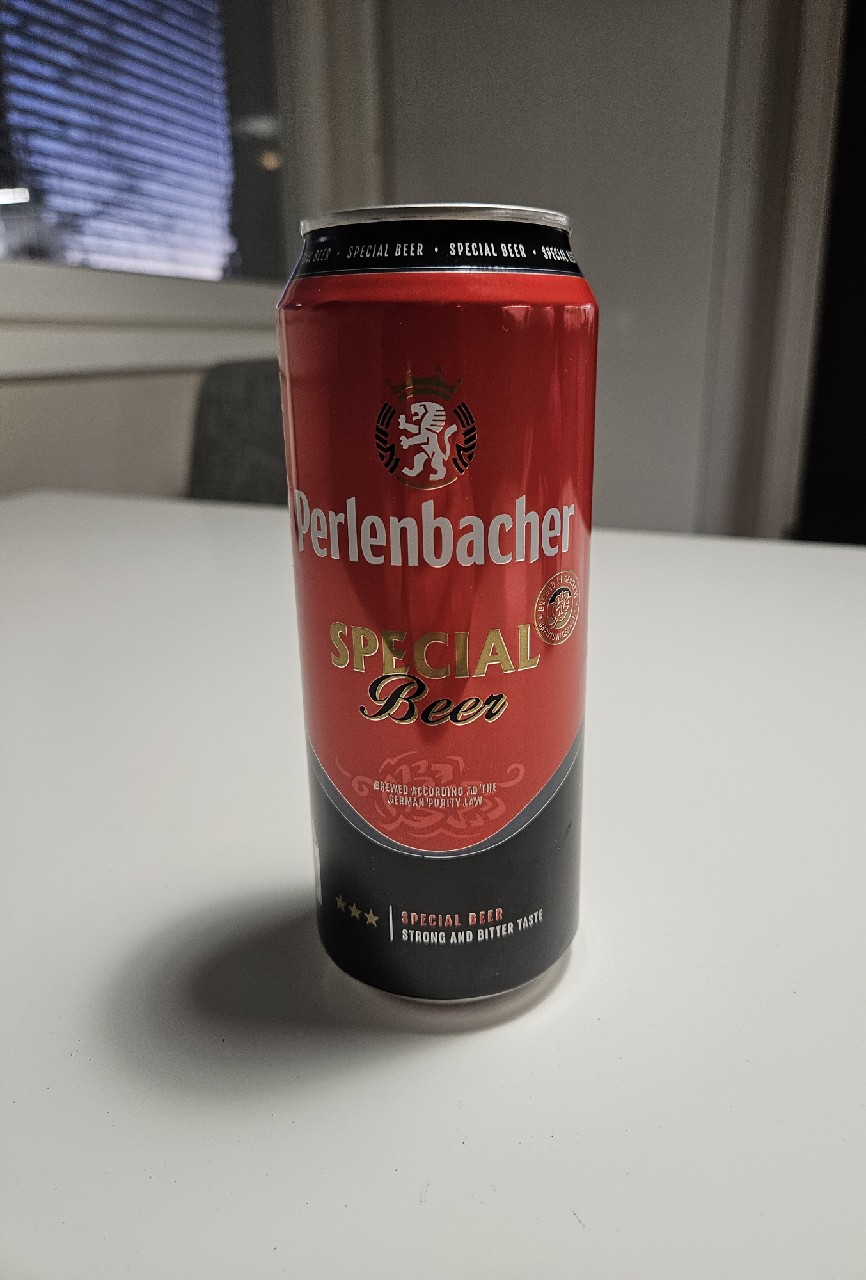 SPECIAL BEER • SPECIAL BEER • SPECIAL
Perlenbacher
SPECIAL
Beer
BREWED ACCORDING TO THE
GERMAN PURITY LAW
SPECIAL BEER
STRONG AND BITTER TASTE